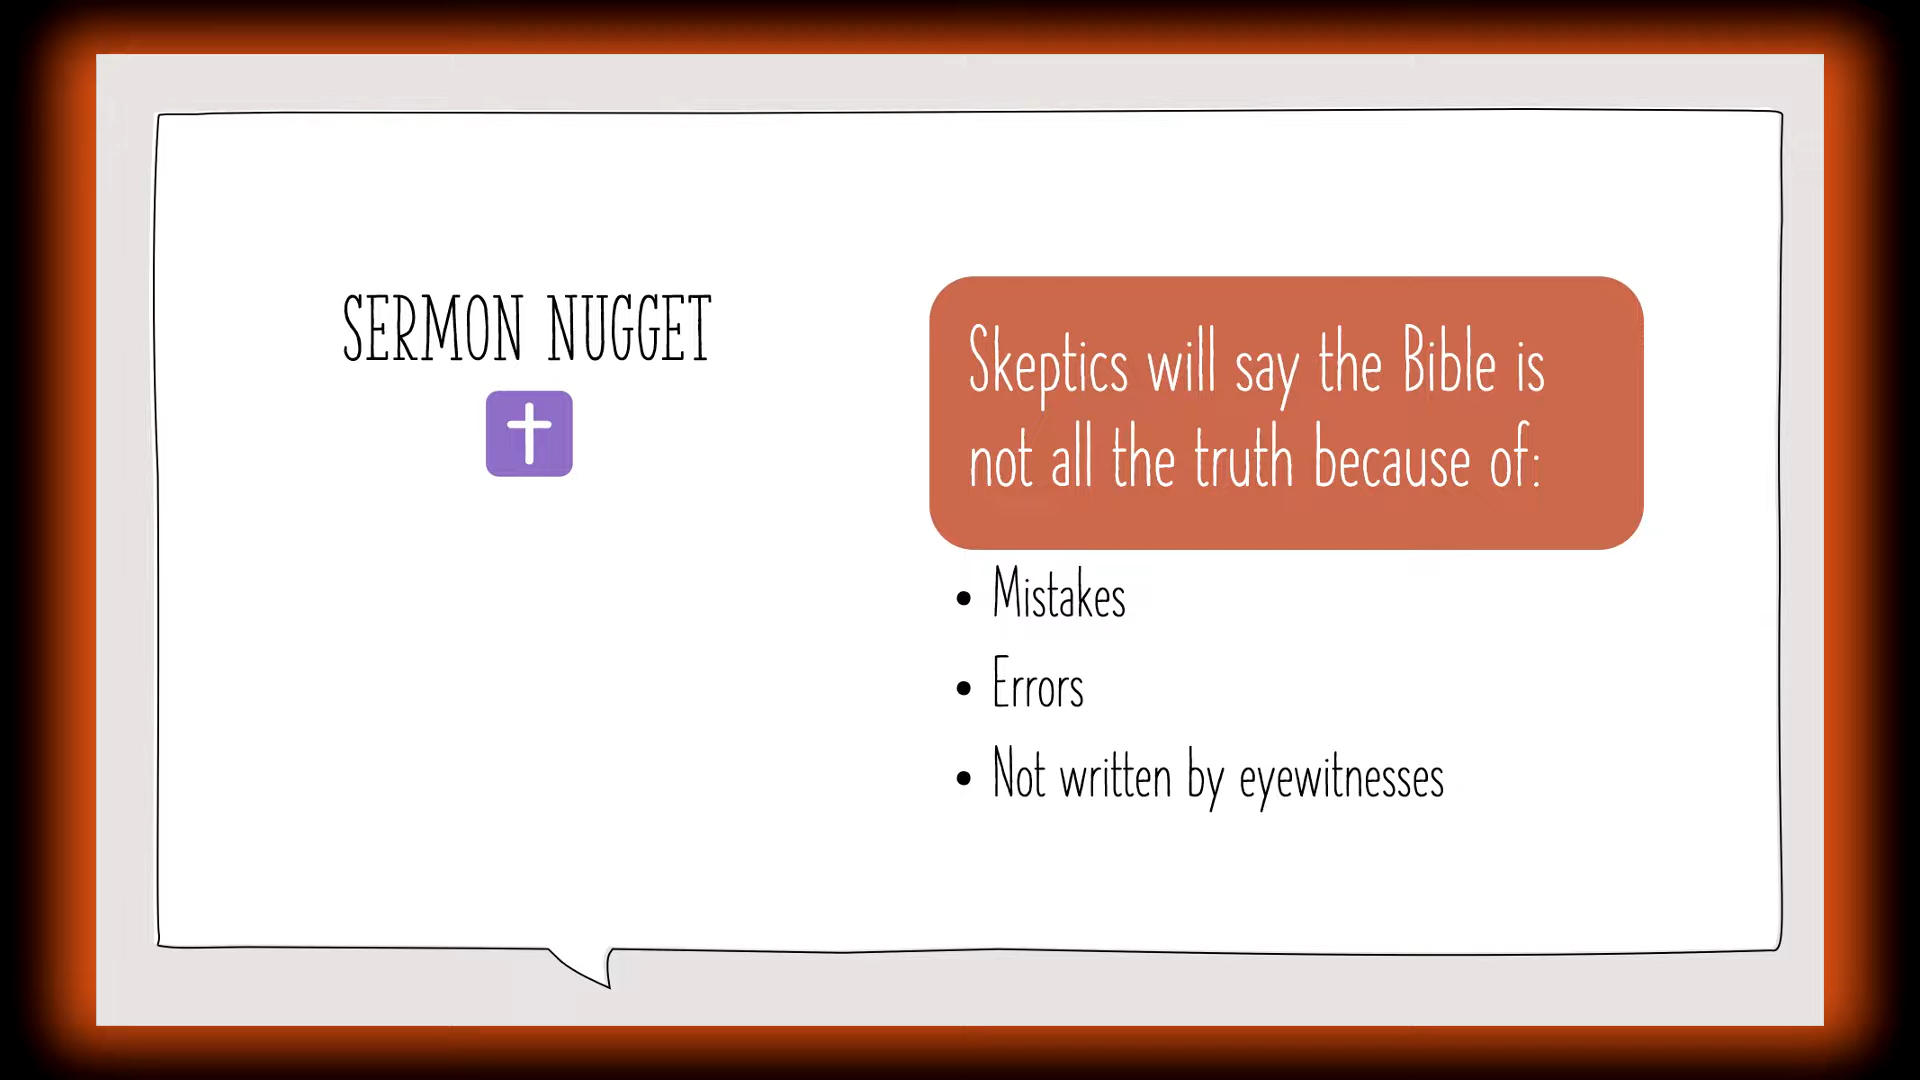 SERMON NUGGET
Skeptics will say the Bible is
not all the truth because of:
• Mistakes
• Errors
• Not written by eyewitnesses